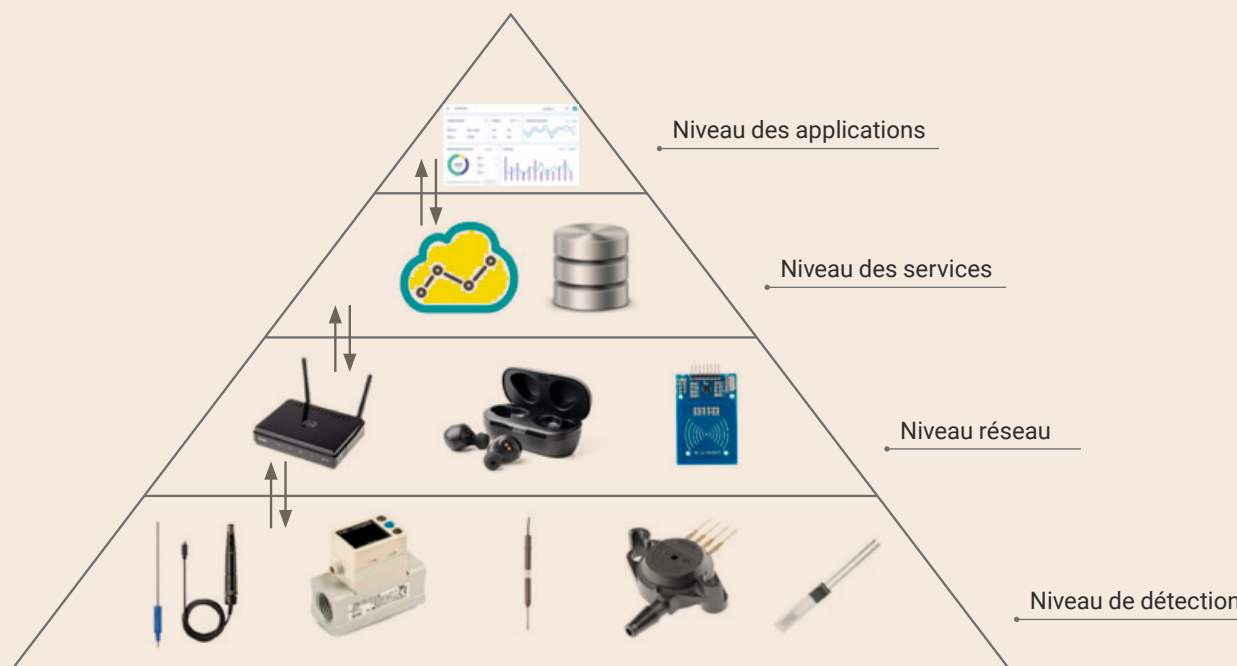 Niveau des applications
Niveau des services
Niveau réseau
Niveau de détection